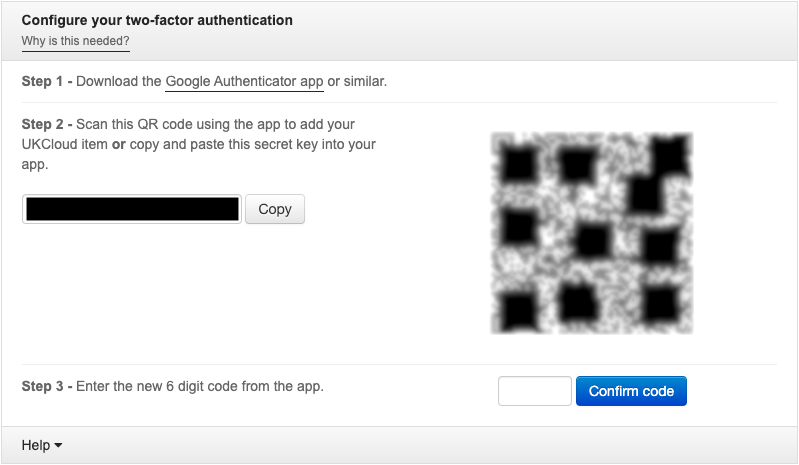 Configure your two-factor authentication
Why is this needed?
Step 1 - Download the Google Authenticator app or similar.
Step 2 - Scan this QR code using the app to add your
UKCloud item or copy and paste this secret key into your
app.
Copy
Step 3 - Enter the new 6 digit code from the app.
Confirm code
Help